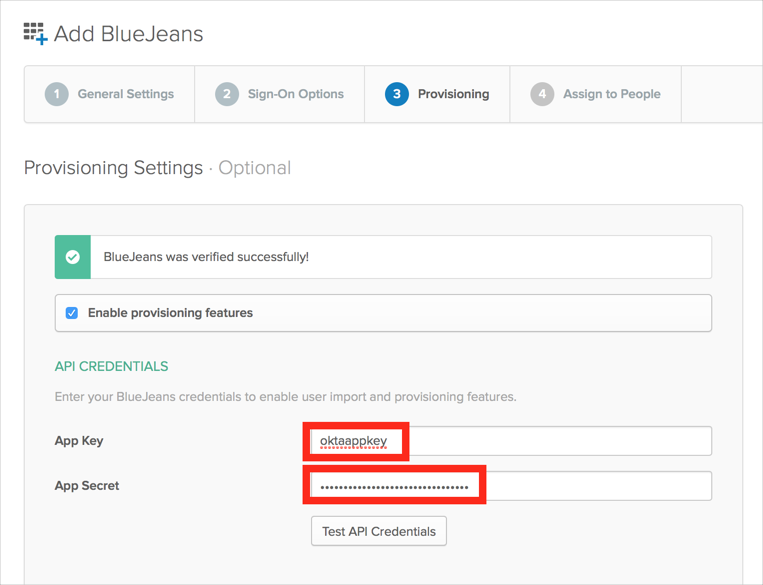 Add BlueJeans
1 General Settings 2 Sign-On Options 3 Provisioning 4 Assign to People
Provisioning Settings · Optional
BlueJeans was verified successfully!
Enable provisioning features
API CREDENTIALS
Enter your BlueJeans credentials to enable user import and provisioning features.
App Key oktaappkey
App Secret ••••••••••••••••••••••••••••••••
Test API Credentials